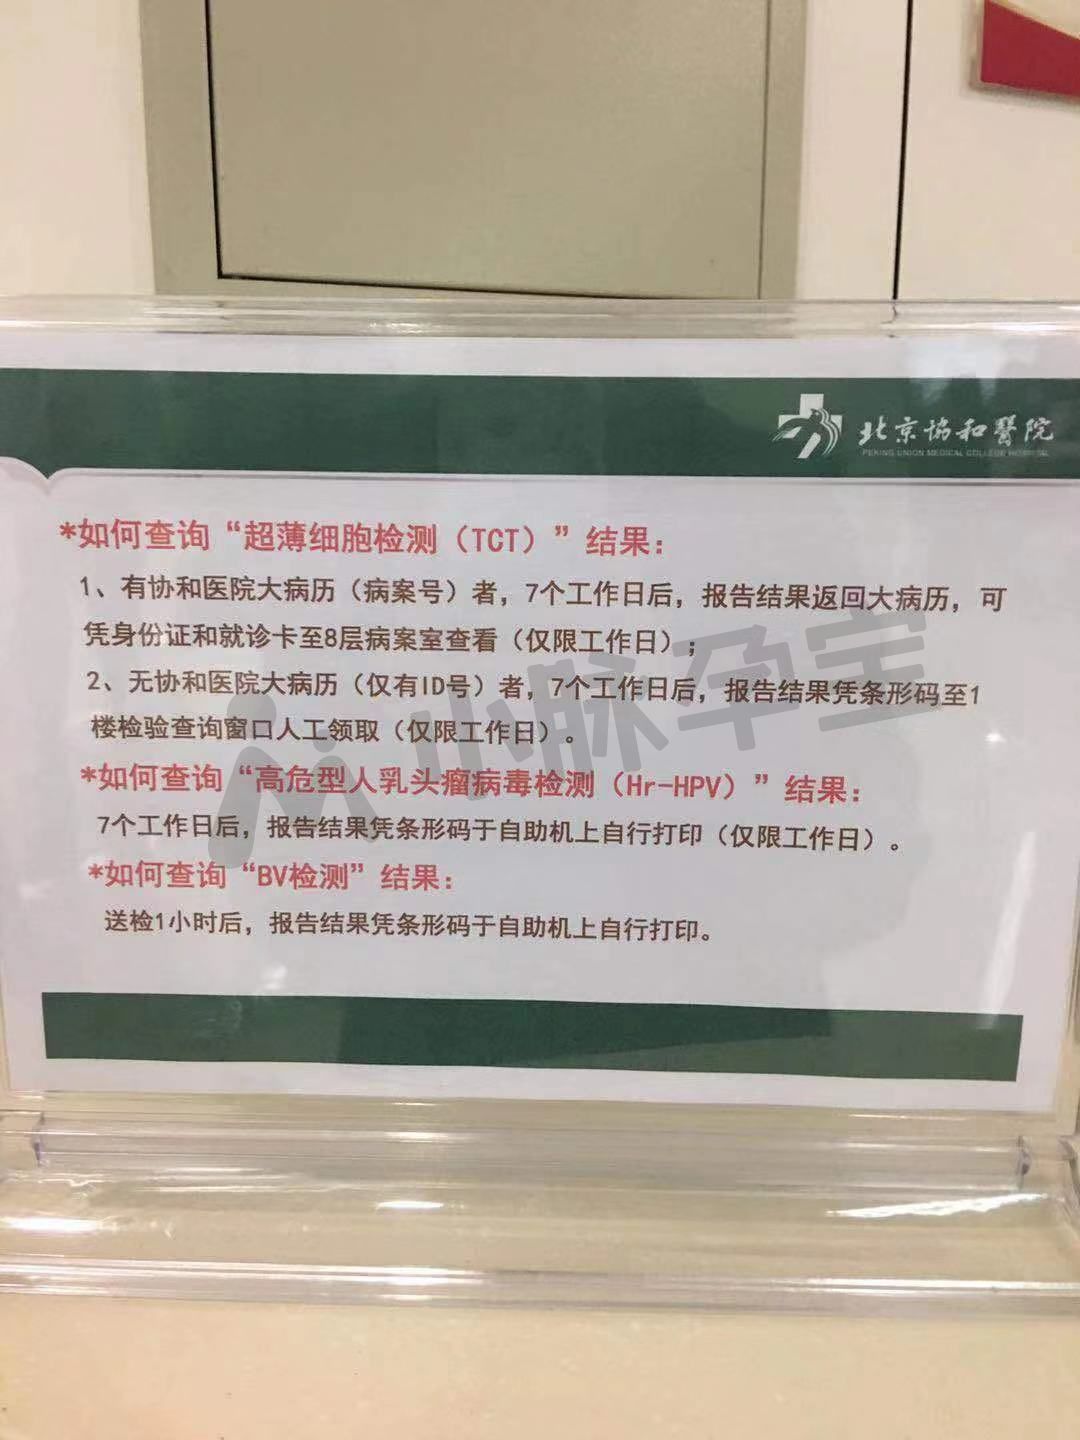 北京協和醫院
PEKING UNION MEDICAL COLLEGE HOSPITAL
*如何查询“超薄细胞检测（TCT）”结果：
1、有协和医院大病历（病案号）者，7个工作日后，报告结果返回大病历，可
凭身份证和就诊卡至8层病案室查看（仅限工作日）；
2、无协和医院大病历（仅有ID号）者，7个工作日后，报告结果凭条形码至1
楼检验查询窗口人工领取（仅限工作日）。
*如何查询“高危型人乳头瘤病毒检测（Hr-HPV）”结果：
7个工作日后，报告结果凭条形码于自助机上自行打印（仅限工作日）。
*如何查询“BV检测”结果：
送检1小时后，报告结果凭条形码于自助机上自行打印。
小脉孕宝